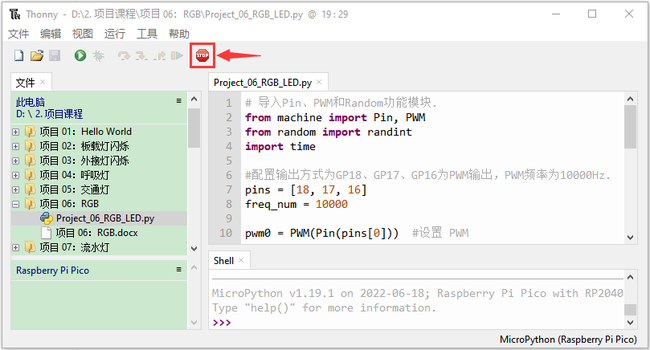 Thonny - D:\2.项目课程\项目 06：RGB\Project_06_RGB_LED.py @ 19:29
文件 编辑 视图 运行 工具 帮助
STOP
文件
此电脑
D: \ 2.项目课程
项目 01：Hello World
项目 02：板载灯闪烁
项目 03：外接灯闪烁
项目 04：呼吸灯
项目 05：交通灯
项目 06：RGB
Project_06_RGB_LED.py
项目 06：RGB.docx
项目 07：流水灯
Raspberry Pi Pico
Project_06_RGB_LED.py
1 # 导入Pin、PWM和Random功能模块.
2 from machine import Pin, PWM
3 from random import randint
4 import time
5
6 #配置输出方式为GP18、GP17、GP16为PWM输出，PWM频率为10000Hz.
7 pins = [18, 17, 16]
8 freq_num = 10000
9
10 pwm0 = PWM(Pin(pins[0])) #设置 PWM
Shell
MicroPython v1.19.1 on 2022-06-18; Raspberry Pi Pico with RP2040
Type "help()" for more information.
>>>
MicroPython (Raspberry Pi Pico)